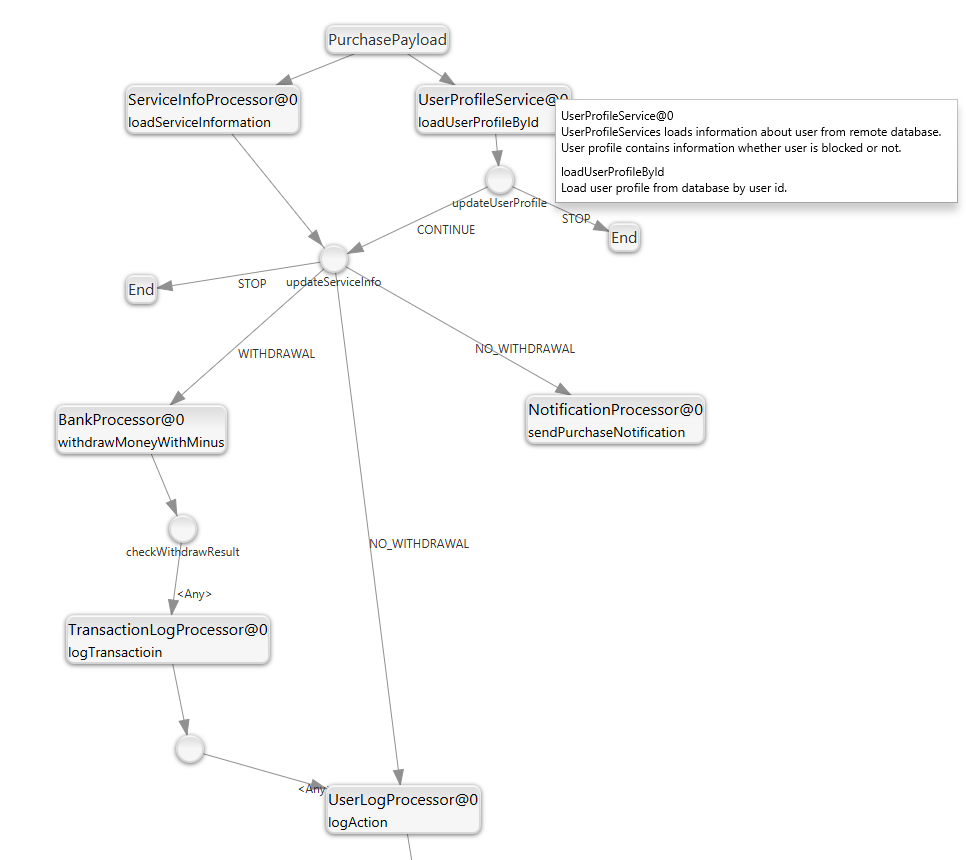 PurchasePayload
ServiceInfoProcessor@0
loadServiceInformation
UserProfileService@0
loadUserProfileById
UserProfileService@0
UserProfileServices loads information about user from remote database.
User profile contains information whether user is blocked or not.
loadUserProfileById
Load user profile from database by user id.
updateUserProfile
STOP
CONTINUE
End
updateServiceInfo
STOP
End
WITHDRAWAL
NO_WITHDRAWAL
BankProcessor@0
withdrawMoneyWithMinus
NotificationProcessor@0
sendPurchaseNotification
checkWithdrawResult
NO_WITHDRAWAL
<Any>
TransactionLogProcessor@0
logTransactioin
<Any
UserLogProcessor@0
logAction